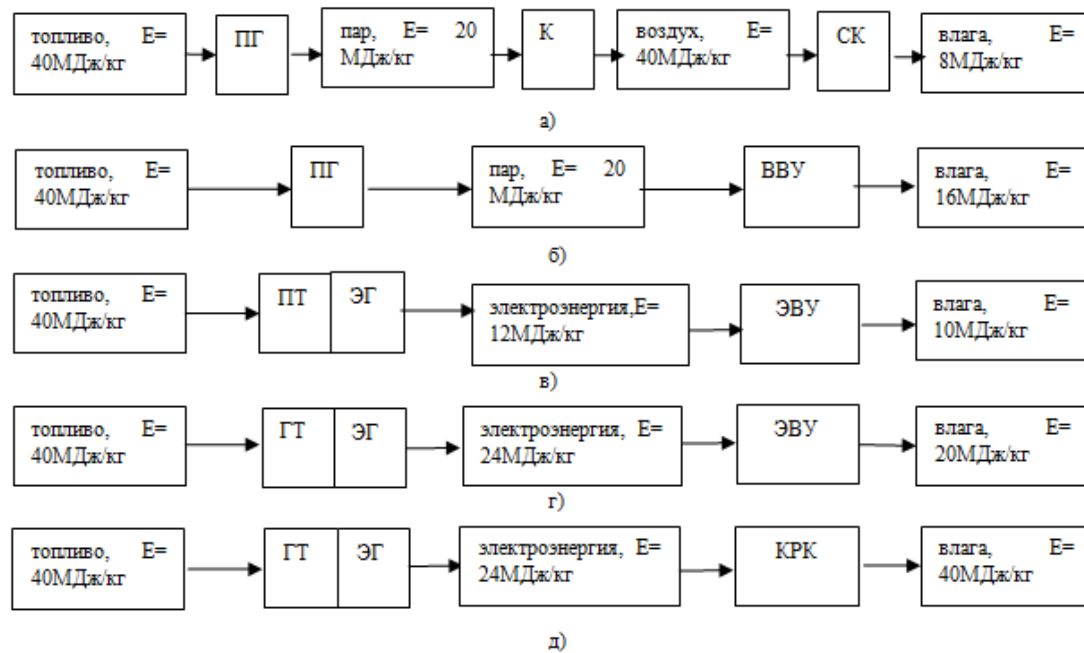 топливо, Е= 40МДж/кг
ПГ
пар, Е= 20 МДж/кг
К
воздух, Е= 40МДж/кг
СК
влага, Е= 8МДж/кг
а)
топливо, Е= 40МДж/кг
ПГ
пар, Е= 20 МДж/кг
ВВУ
влага, Е= 16МДж/кг
б)
топливо, Е= 40МДж/кг
ПТ
ЭГ
электроэнергия,Е= 12МДж/кг
ЭВУ
влага, Е= 10МДж/кг
в)
топливо, Е= 40МДж/кг
ГТ
ЭГ
электроэнергия, Е= 24МДж/кг
ЭВУ
влага, Е= 20МДж/кг
г)
топливо, Е= 40МДж/кг
ГТ
ЭГ
электроэнергия, Е= 24МДж/кг
КРК
влага, Е= 40МДж/кг
д)